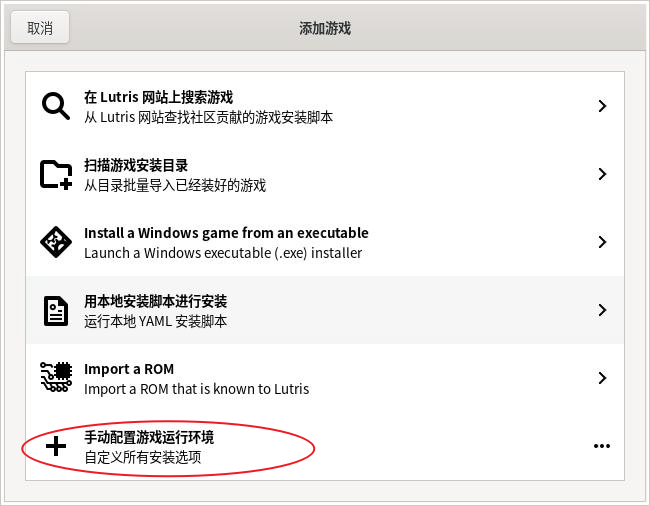 取消
添加游戏
在 Lutris 网站上搜索游戏
从 Lutris 网站查找社区贡献的游戏安装脚本
扫描游戏安装目录
从目录批量导入已经装好的游戏
Install a Windows game from an executable
Launch a Windows executable (.exe) installer
用本地安装脚本进行安装
运行本地 YAML 安装脚本
Import a ROM
Import a ROM that is known to Lutris
手动配置游戏运行环境
自定义所有安装选项